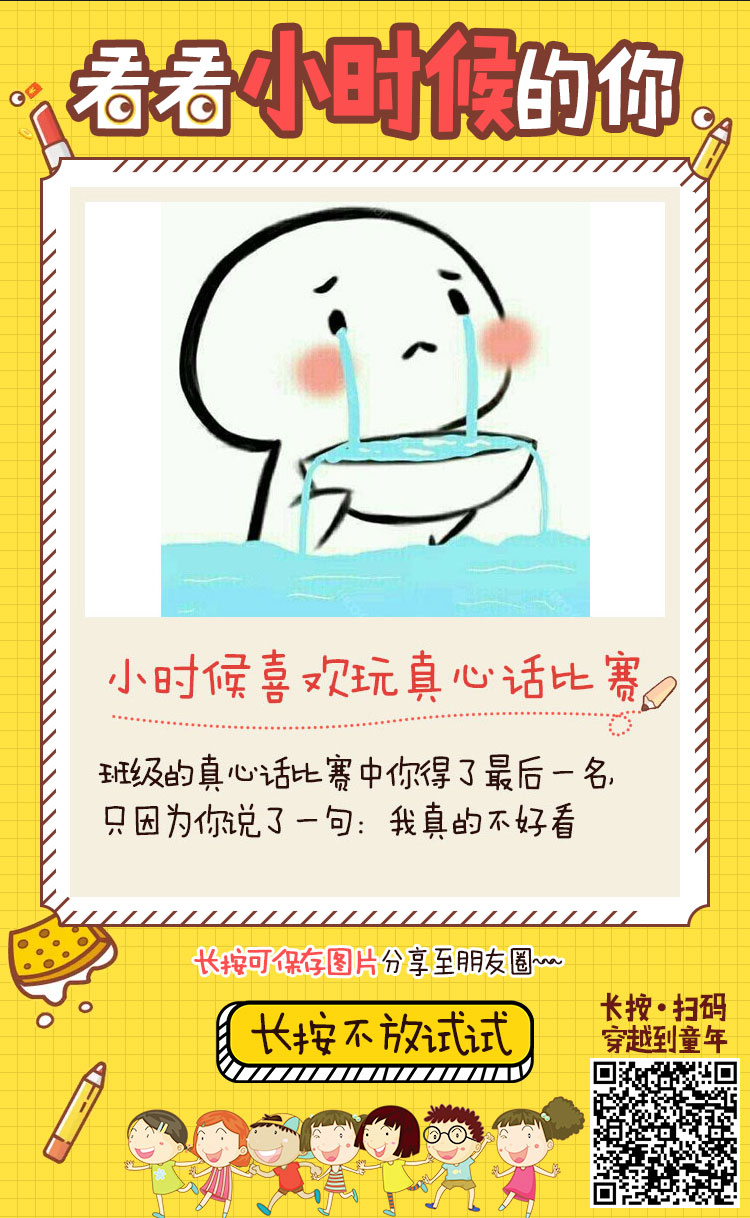 看看小时候的你
小时候喜欢玩真心话比赛
班级的真心话比赛中你得了最后一名,
只因为你说了一句：我真的不好看
长按可保存图片分享至朋友圈~~
长按不放试试
长按·扫码
穿越到童年